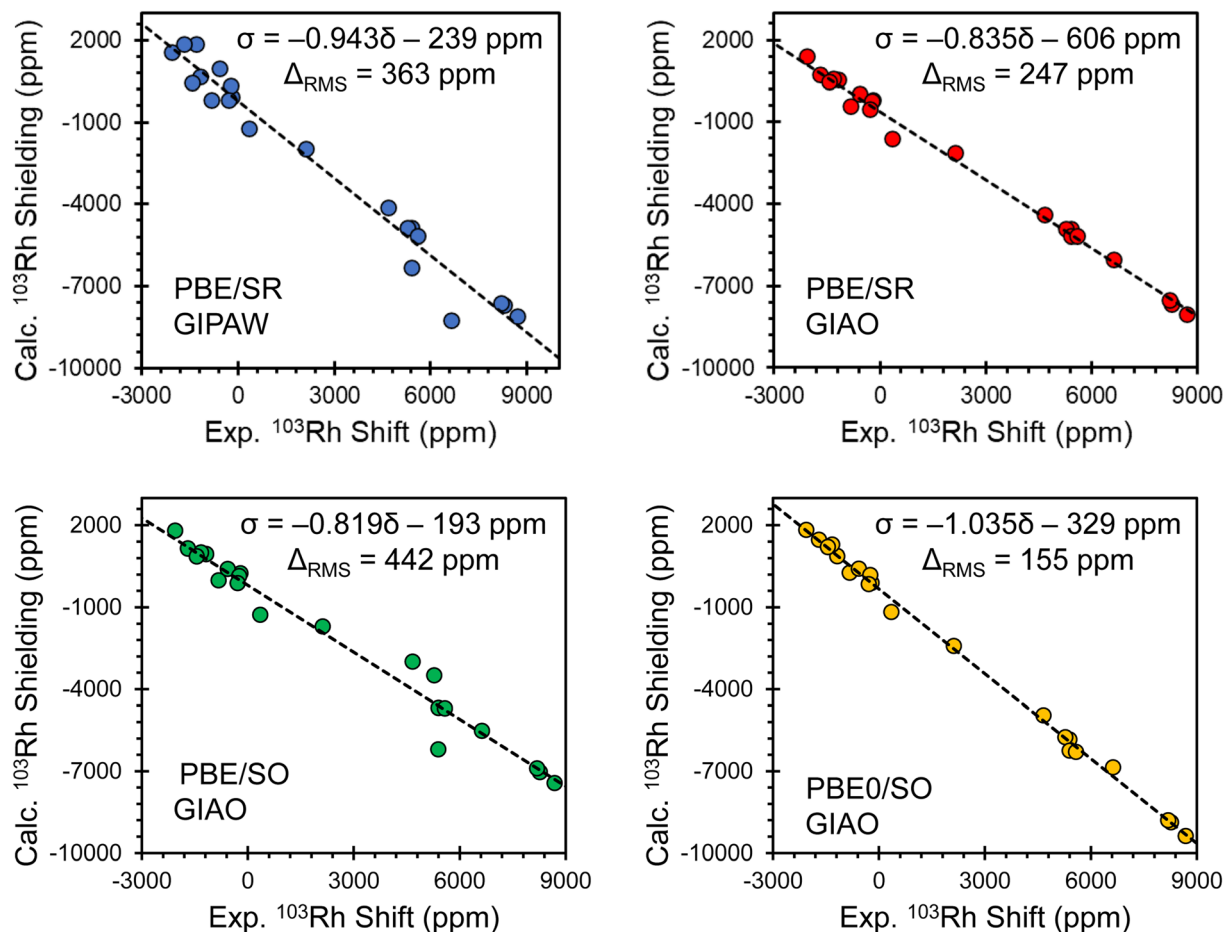 σ = –0.943δ – 239 ppm
ΔRMS = 363 ppm
2000
-1000
-4000
-7000
-10000
Calc. ¹⁰³Rh Shielding (ppm)
PBE/SR
GIPAW
-3000 0 3000 6000 9000
Exp. ¹⁰³Rh Shift (ppm)
σ = –0.835δ – 606 ppm
ΔRMS = 247 ppm
2000
-1000
-4000
-7000
-10000
Calc. ¹⁰³Rh Shielding (ppm)
PBE/SR
GIAO
-3000 0 3000 6000 9000
Exp. ¹⁰³Rh Shift (ppm)
σ = –0.819δ – 193 ppm
ΔRMS = 442 ppm
2000
-1000
-4000
-7000
-10000
Calc. ¹⁰³Rh Shielding (ppm)
PBE/SO
GIAO
-3000 0 3000 6000 9000
Exp. ¹⁰³Rh Shift (ppm)
σ = –1.035δ – 329 ppm
ΔRMS = 155 ppm
2000
-1000
-4000
-7000
-10000
Calc. ¹⁰³Rh Shielding (ppm)
PBE0/SO
GIAO
-3000 0 3000 6000 9000
Exp. ¹⁰³Rh Shift (ppm)